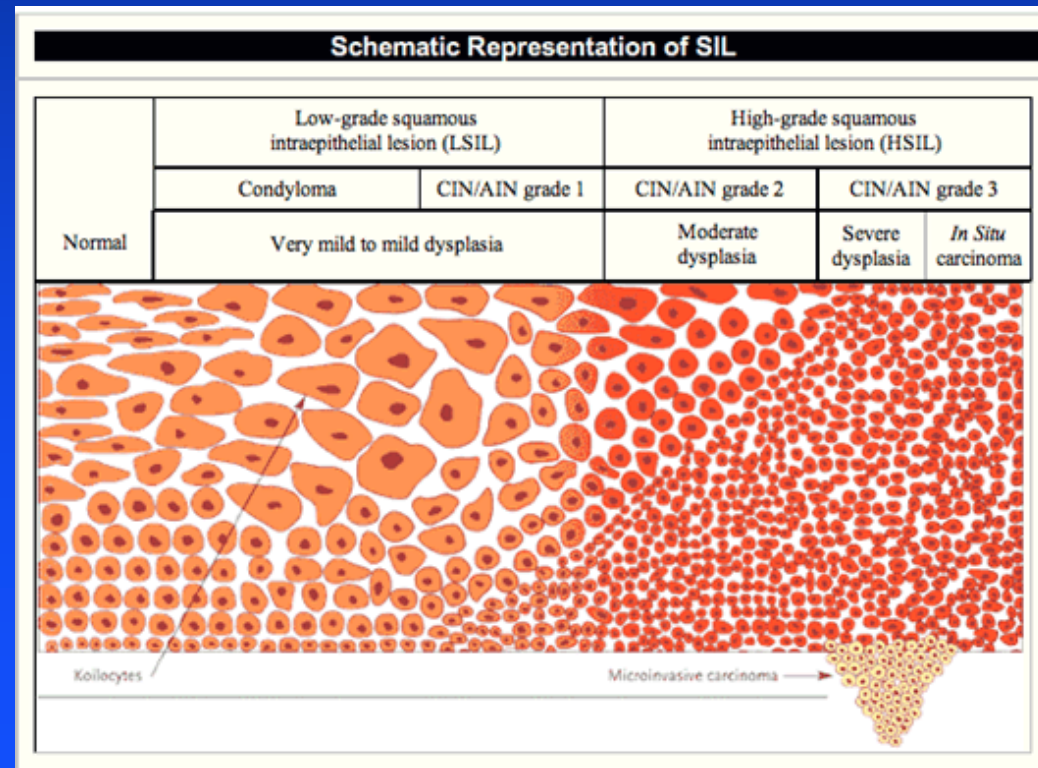 Schematic Representation of SIL
Low-grade squamous
intraepithelial lesion (LSIL)
High-grade squamous
intraepithelial lesion (HSIL)
Condyloma
CIN/AIN grade 1
CIN/AIN grade 2
CIN/AIN grade 3
Normal
Very mild to mild dysplasia
Moderate
dysplasia
Severe
dysplasia
In Situ
carcinoma
Koilocytes
Microinvasive carcinoma